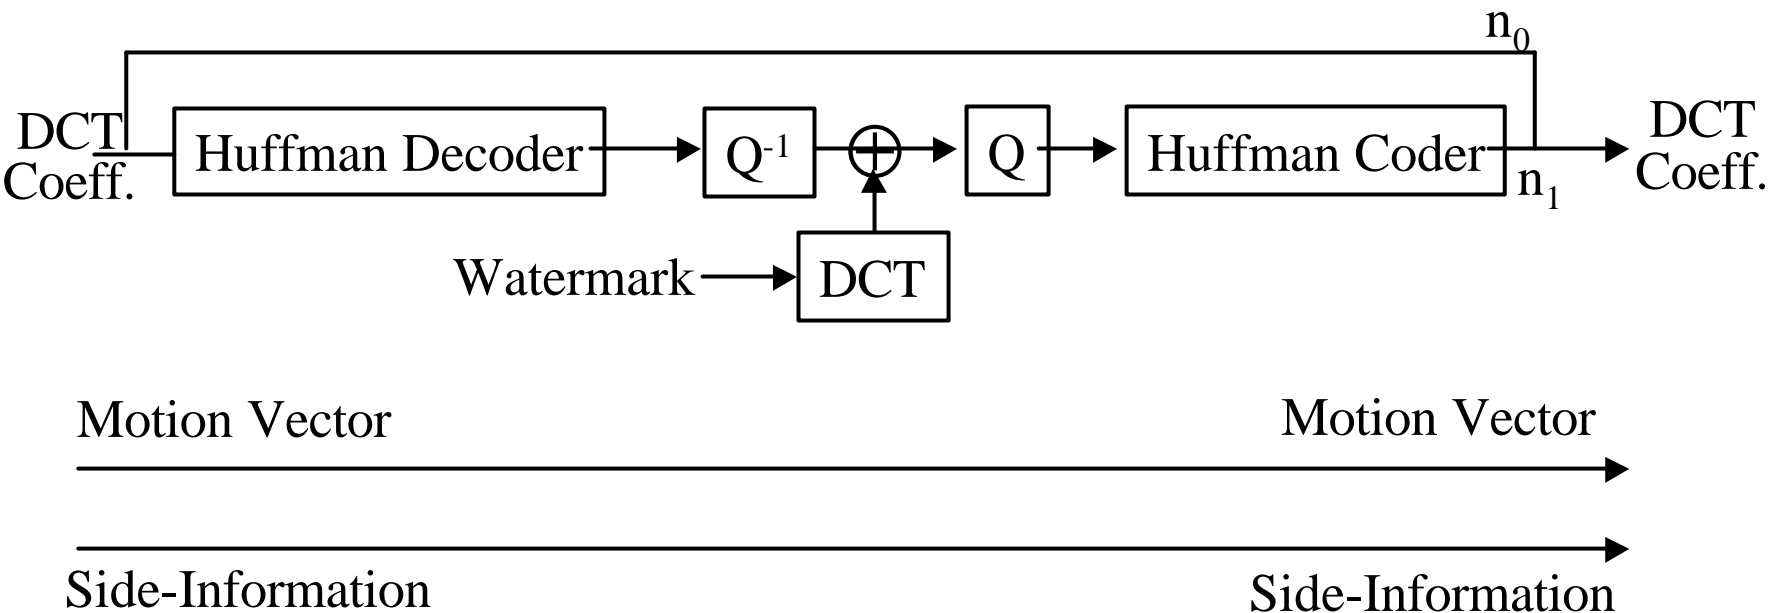 n₀
DCT
Coeff.
Huffman Decoder
Q⁻¹
Q
Huffman Coder
n₁
DCT
Coeff.
Watermark
DCT
Motion Vector
Motion Vector
Side-Information
Side-Information